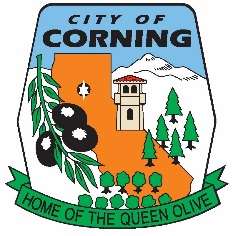 CITY OF
CORNING
HOME OF THE QUEEN OLIVE